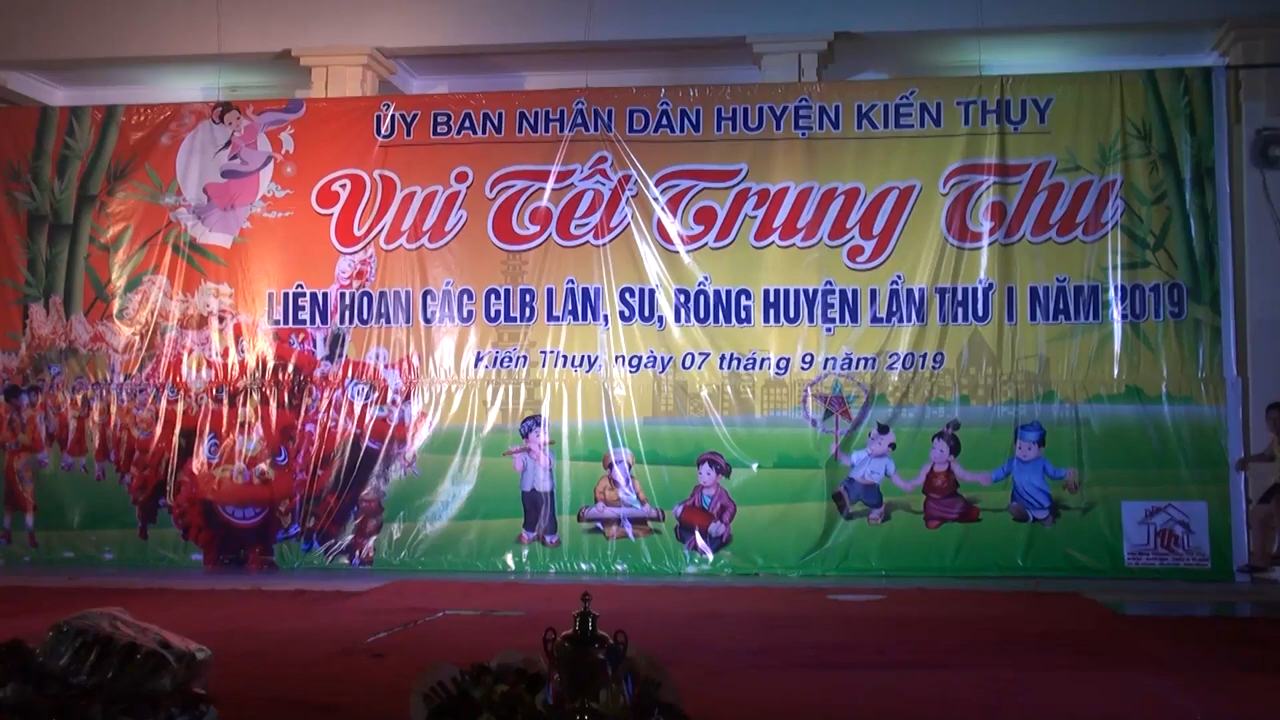 ỦY BAN NHÂN DÂN HUYỆN KIẾN THỤY
Vui Tết Trung Thu
LIÊN HOAN CÁC CLB LÂN, SƯ, RỒNG HUYỆN LẦN THỨ I NĂM 2019
Kiến Thụy, ngày 07 tháng 9 năm 2019